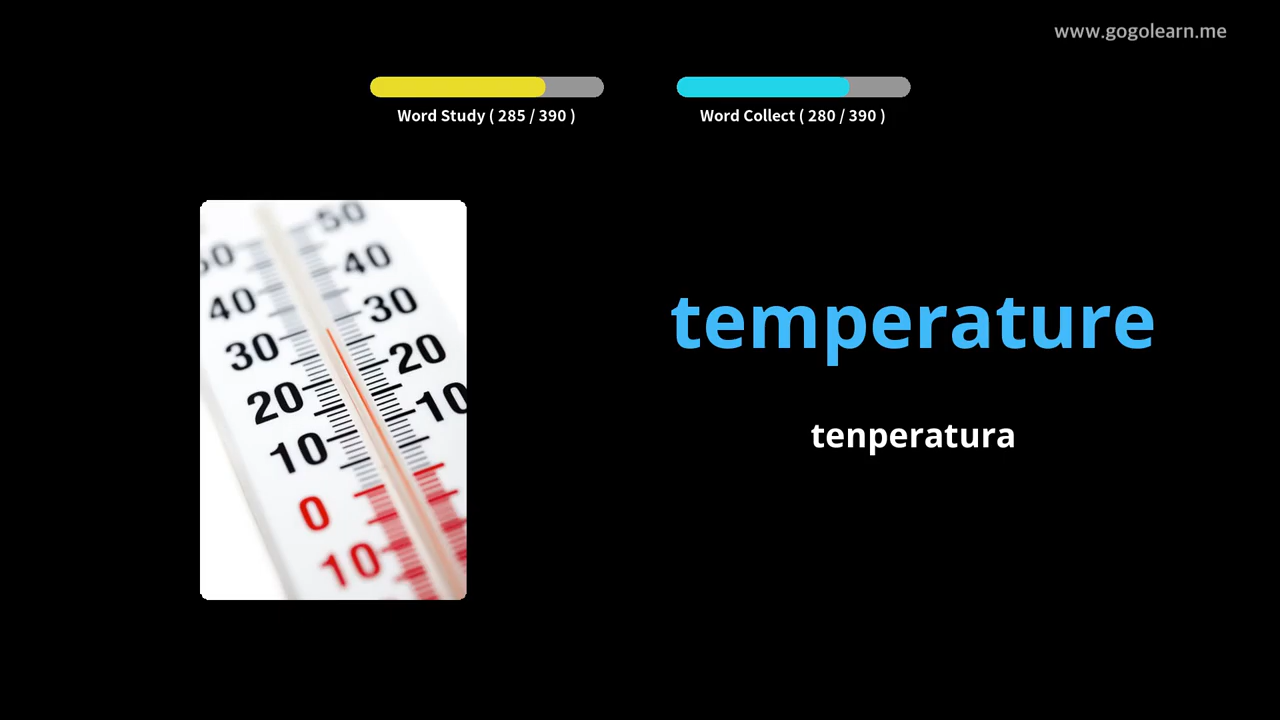 www.gogolearn.me
Word Study ( 285 / 390 )
Word Collect ( 280 / 390 )
50
40
40
30
30
20
20
10
10
0
10
temperature
tenperatura